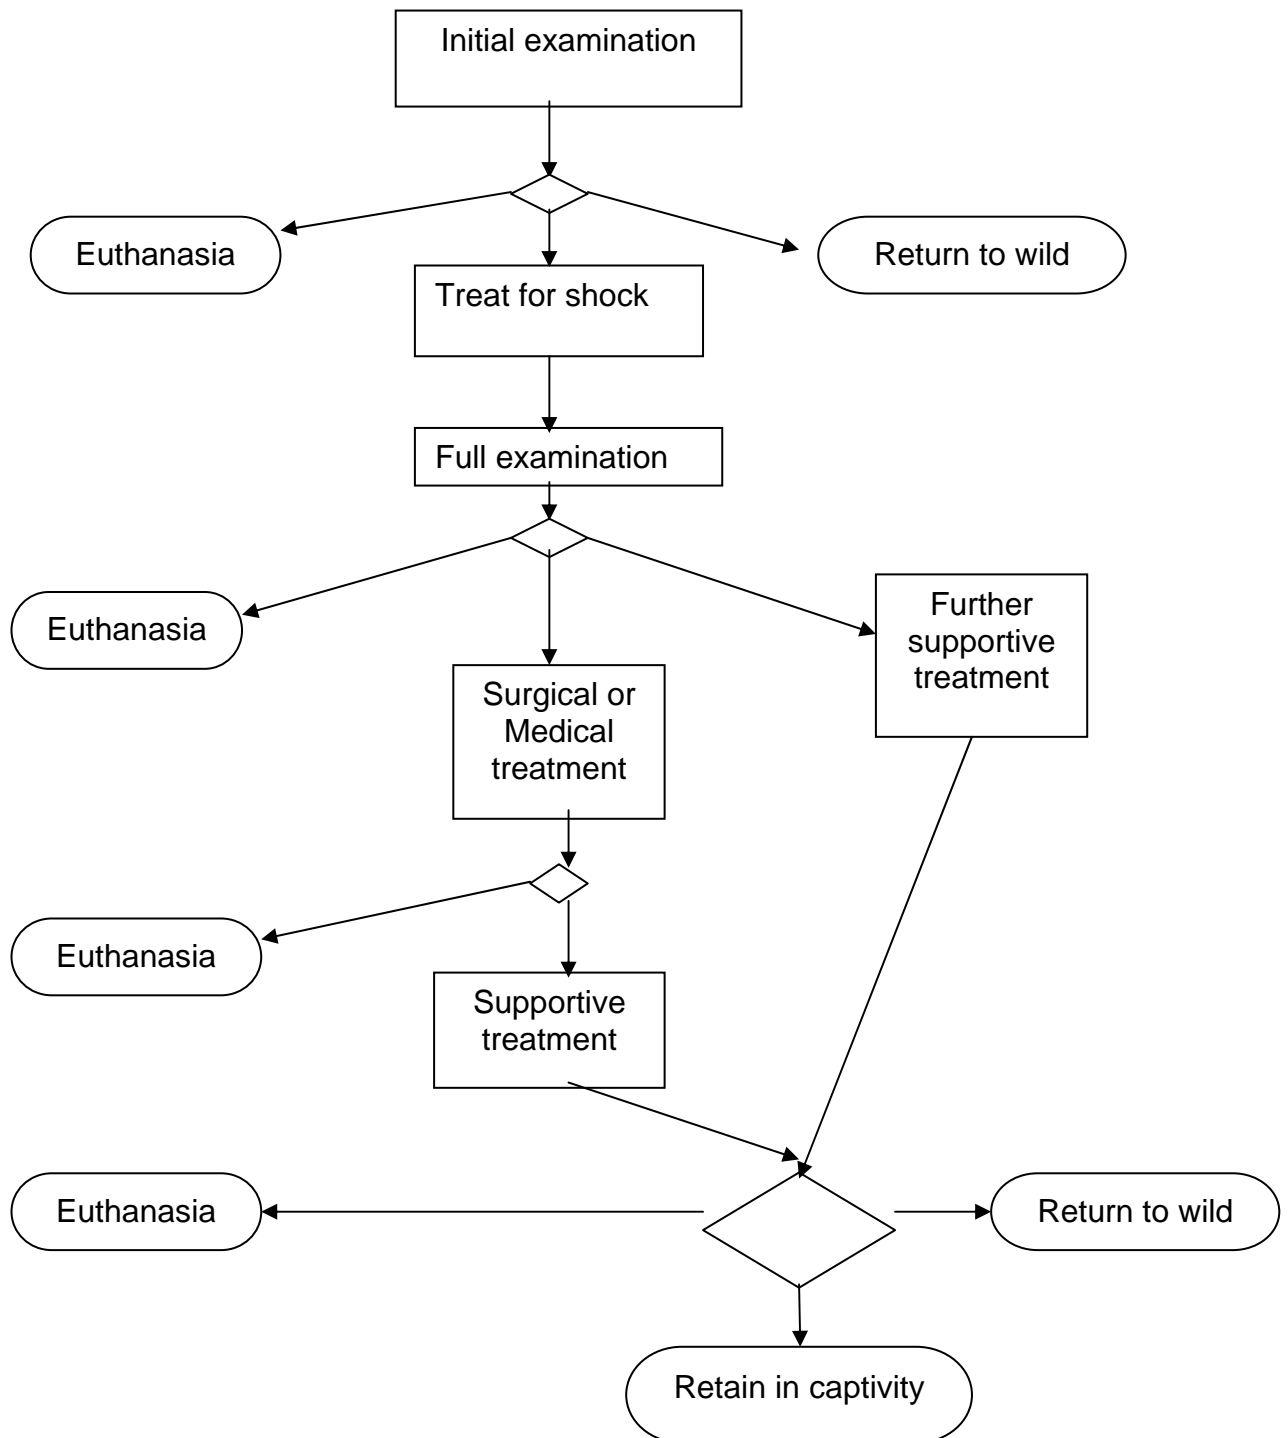 Initial examination
Euthanasia
Return to wild
Treat for shock
Full examination
Euthanasia
Further
supportive
treatment
Surgical or
Medical
treatment
Euthanasia
Supportive
treatment
Euthanasia
Return to wild
Retain in captivity